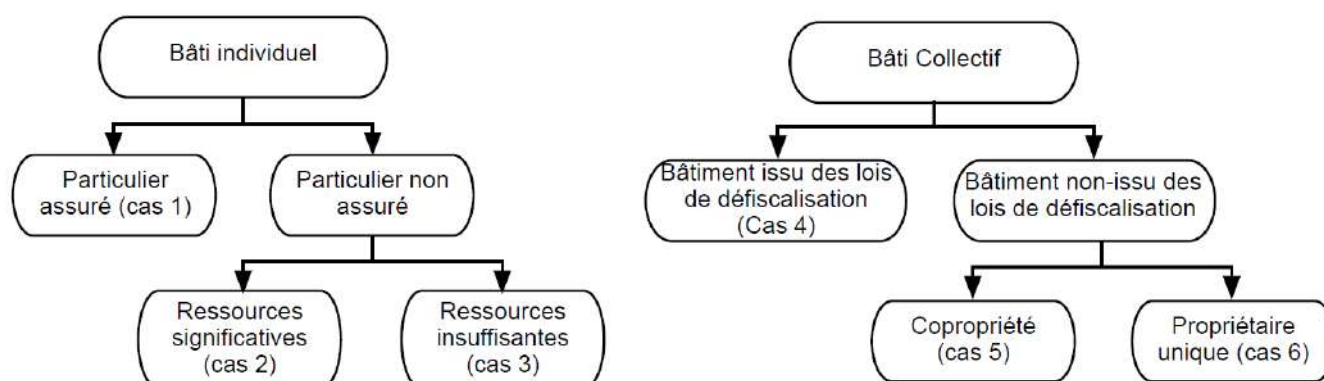 Bâti individuel
Particulier
assuré (cas 1)
Particulier non
assuré
Ressources
significatives
(cas 2)
Ressources
insuffisantes
(cas 3)
Bâti Collectif
Bâtiment issu des lois
de défiscalisation
(Cas 4)
Bâtiment non-issu des
lois de défiscalisation
Copropriété
(cas 5)
Propriétaire
unique (cas 6)